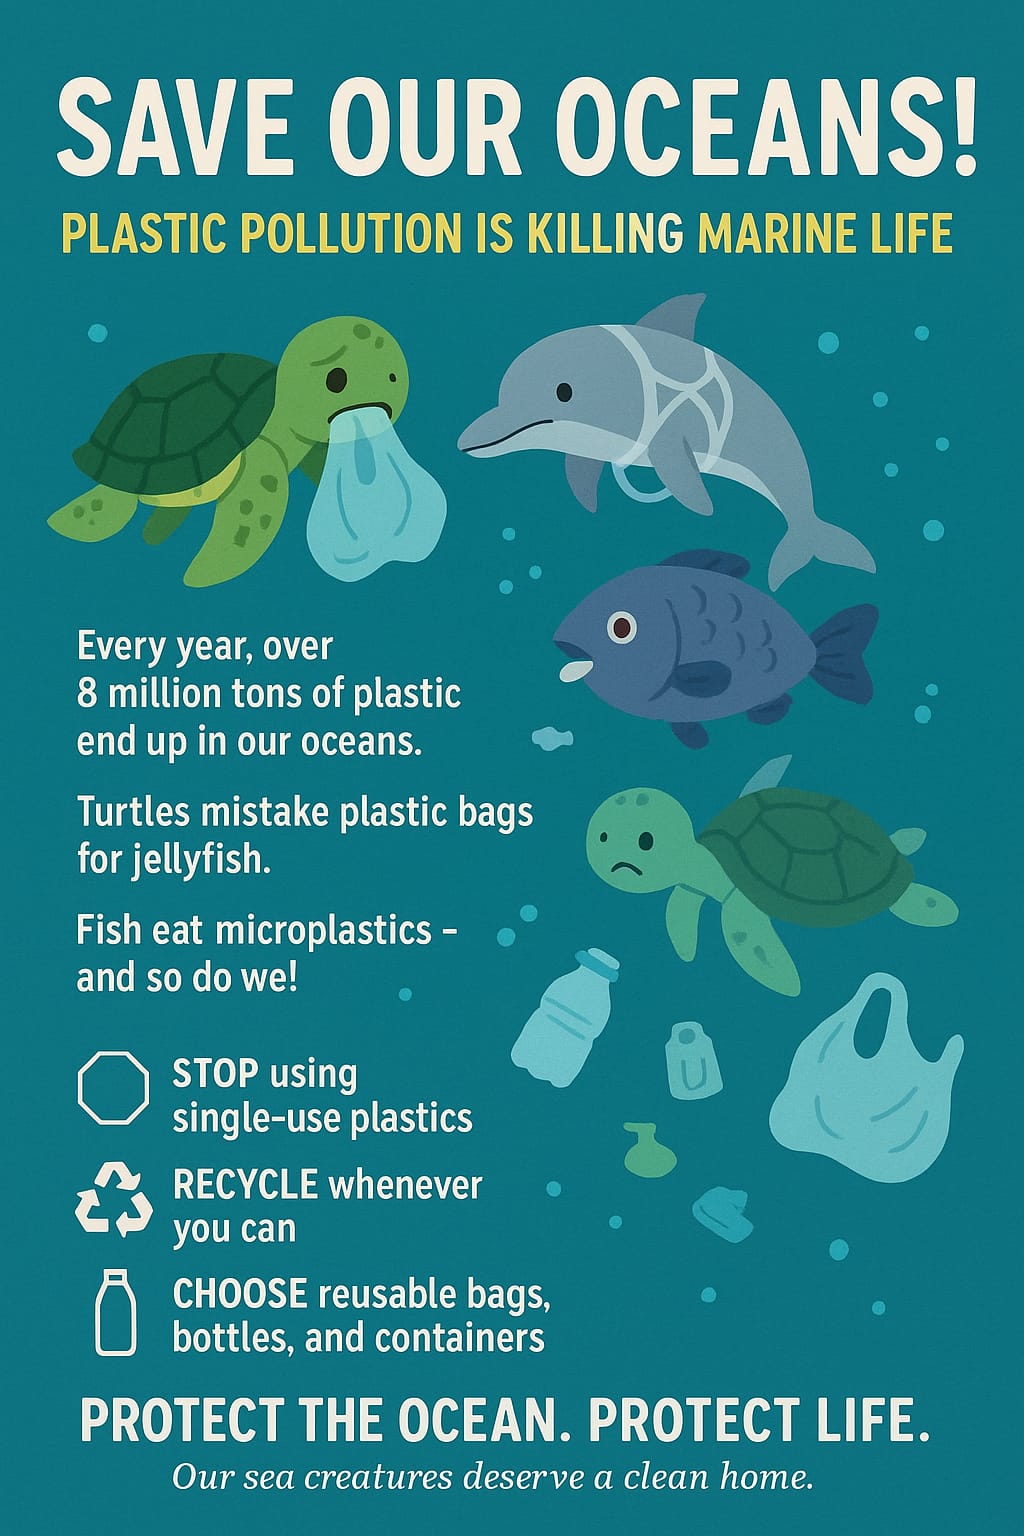 SAVE OUR OCEANS!
PLASTIC POLLUTION IS KILLING MARINE LIFE
Every year, over
8 million tons of plastic
end up in our oceans.
Turtles mistake plastic bags
for jellyfish.
Fish eat microplastics –
and so do we!
STOP using
single-use plastics
RECYCLE whenever
you can
CHOOSE reusable bags,
bottles, and containers
PROTECT THE OCEAN. PROTECT LIFE.
Our sea creatures deserve a clean home.